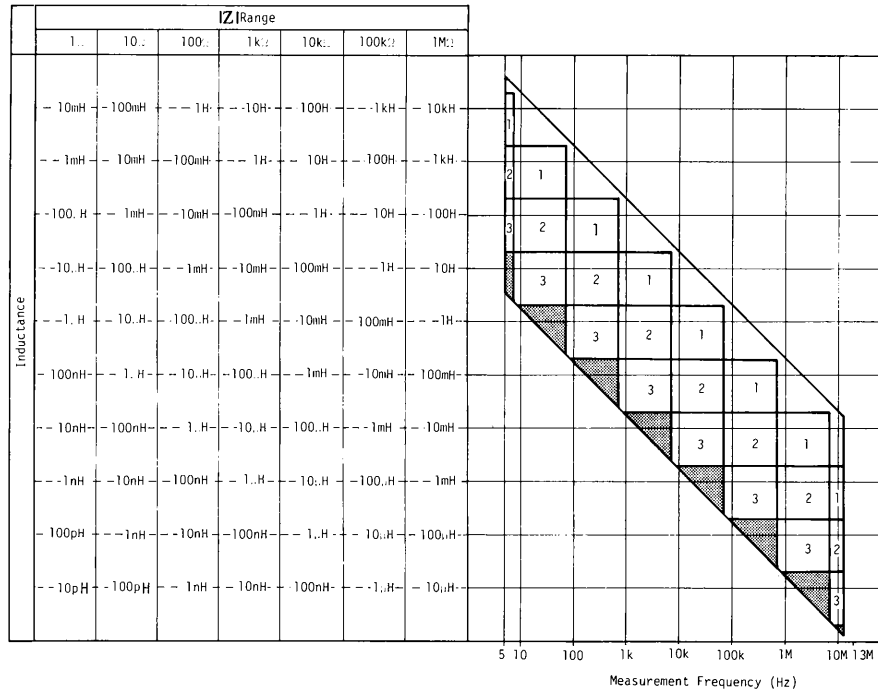 |Z| Range
1Ω 10Ω 100Ω 1kΩ 10kΩ 100kΩ 1MΩ
Inductance
10mH 100mH 1H 10H 100H 1kH 10kH
1
1mH 10mH 100mH 1H 10H 100H 1kH
2 1
100μH 1mH 10mH 100mH 1H 10H 100H
3 2 1
10μH 100μH 1mH 10mH 100mH 1H 10H
3 2 1
1μH 10μH 100μH 1mH 10mH 100mH 1H
3 2 1
100nH 1μH 10μH 100μH 1mH 10mH 100mH
3 2 1
10nH 100nH 1μH 10μH 100μH 1mH 10mH
3 2 1
1nH 10nH 100nH 1μH 10μH 100μH 1mH
3 2 1
100pH 1nH 10nH 100nH 1μH 10μH 100μH
3 2
10pH 100pH 1nH 10nH 100nH 1μH 10μH
3
5 10 100 1k 10k 100k 1M 10M 13M
Measurement Frequency (Hz)